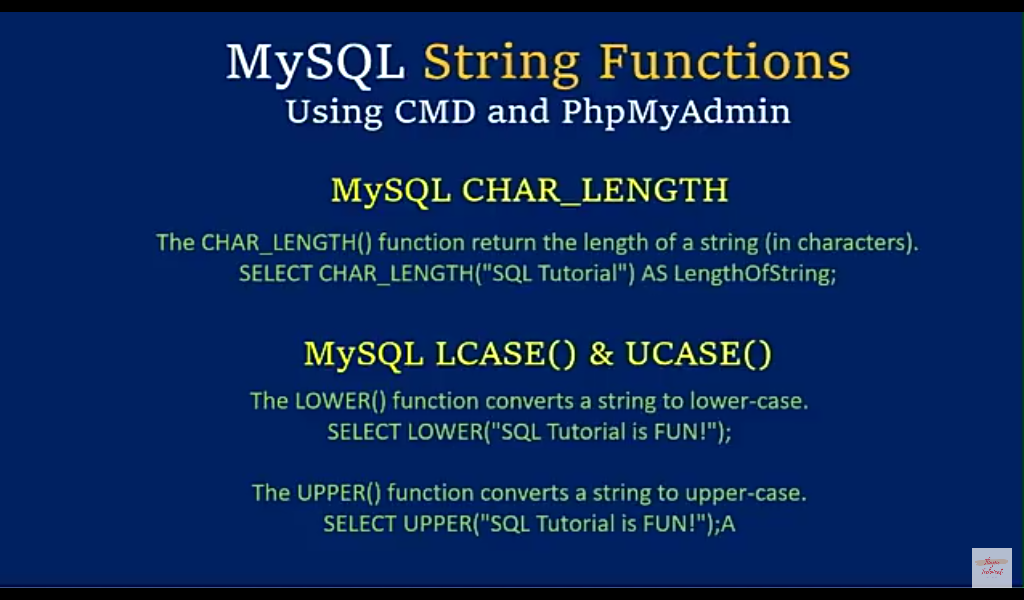 MySQL String Functions
Using CMD and PhpMyAdmin
MySQL CHAR_LENGTH
The CHAR_LENGTH() function return the length of a string (in characters).
SELECT CHAR_LENGTH("SQL Tutorial") AS LengthOfString;
MySQL LCASE() & UCASE()
The LOWER() function converts a string to lower-case.
SELECT LOWER("SQL Tutorial is FUN!");
The UPPER() function converts a string to upper-case.
SELECT UPPER("SQL Tutorial is FUN!");A